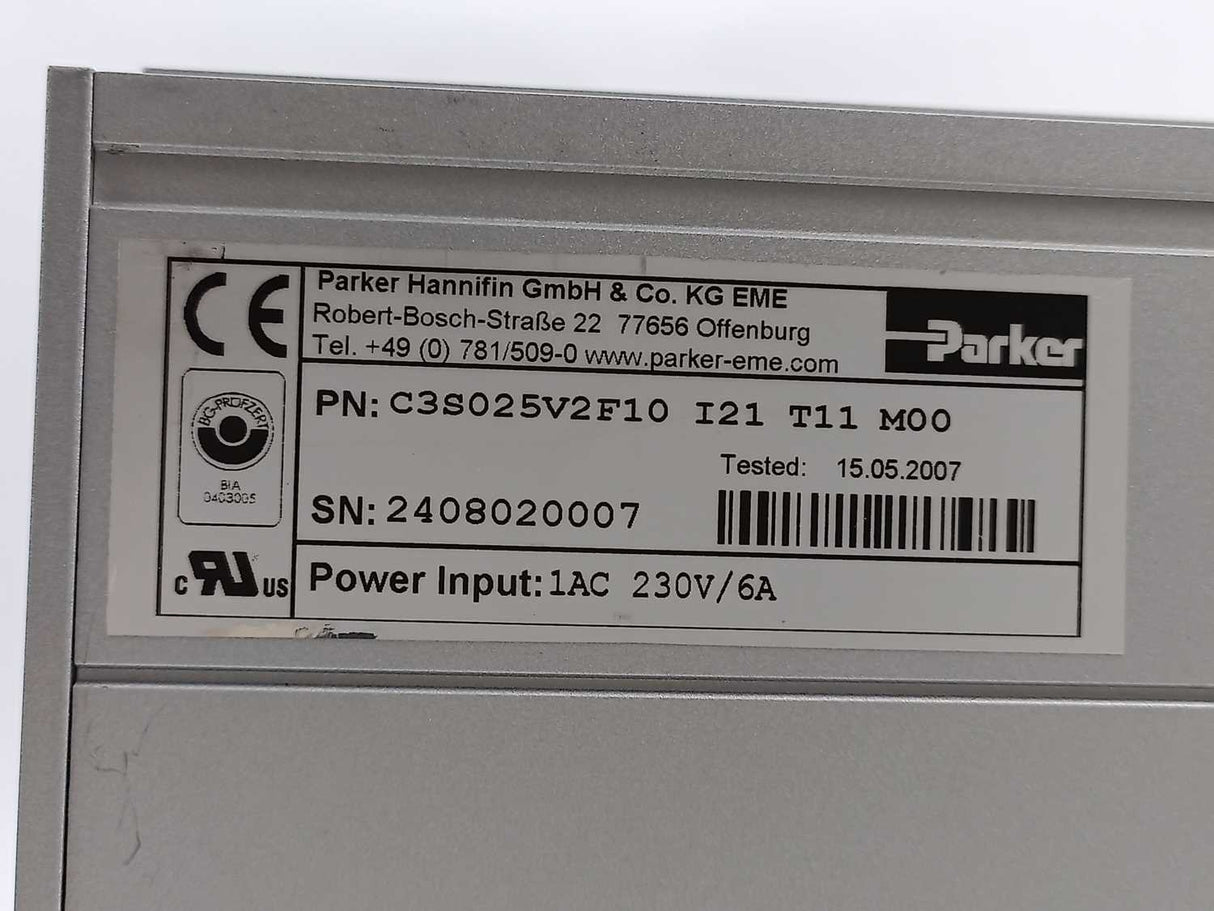 CE
Parker Hannifin GmbH & Co. KG EME
Robert-Bosch-Straße 22 77656 Offenburg
Tel. +49 (0) 781/509-0 www.parker-eme.com
Parker
BG-PRÜFZERT
BIA
0403005
PN: C3S025V2F10 I21 T11 M00
Tested: 15.05.2007
SN: 2408020007
c RU us
Power Input: 1AC 230V/6A